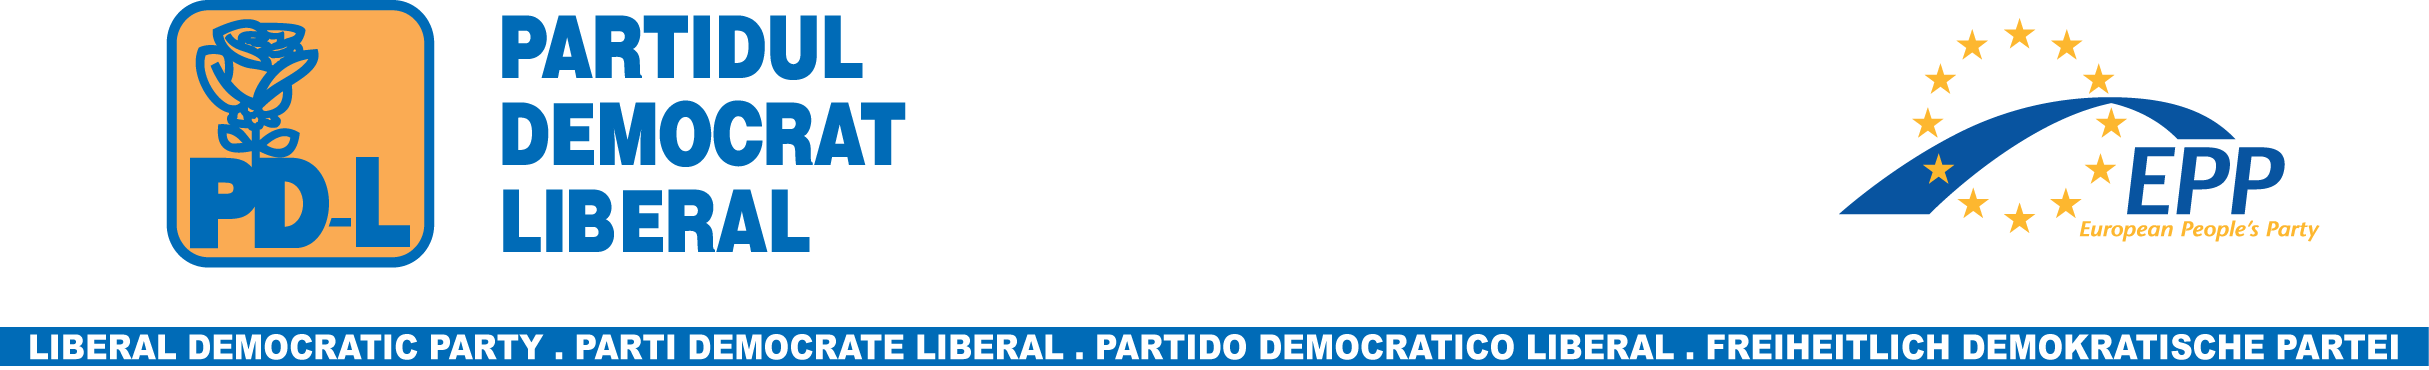 PD-L
PARTIDUL
DEMOCRAT
LIBERAL
EPP
European People's Party
LIBERAL DEMOCRATIC PARTY . PARTI DEMOCRATE LIBERAL . PARTIDO DEMOCRATICO LIBERAL . FREIHEITLICH DEMOKRATISCHE PARTEI